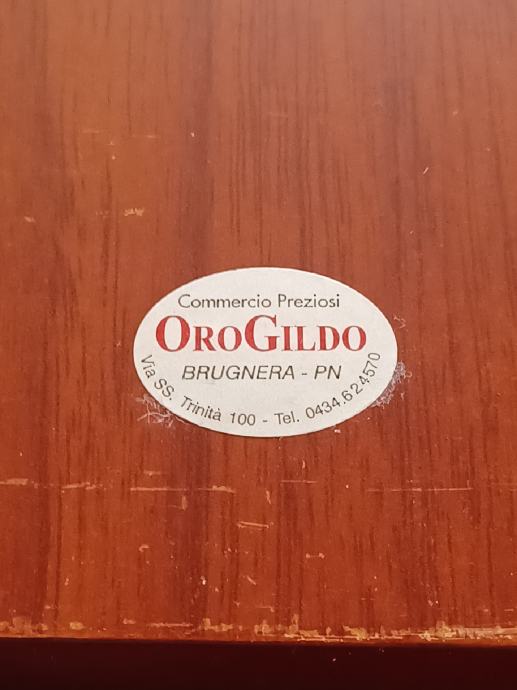 Commercio Preziosi
OROGILDO
BRUGNERA - PN
Via SS. Trinità 100 - Tel. 0434.624570